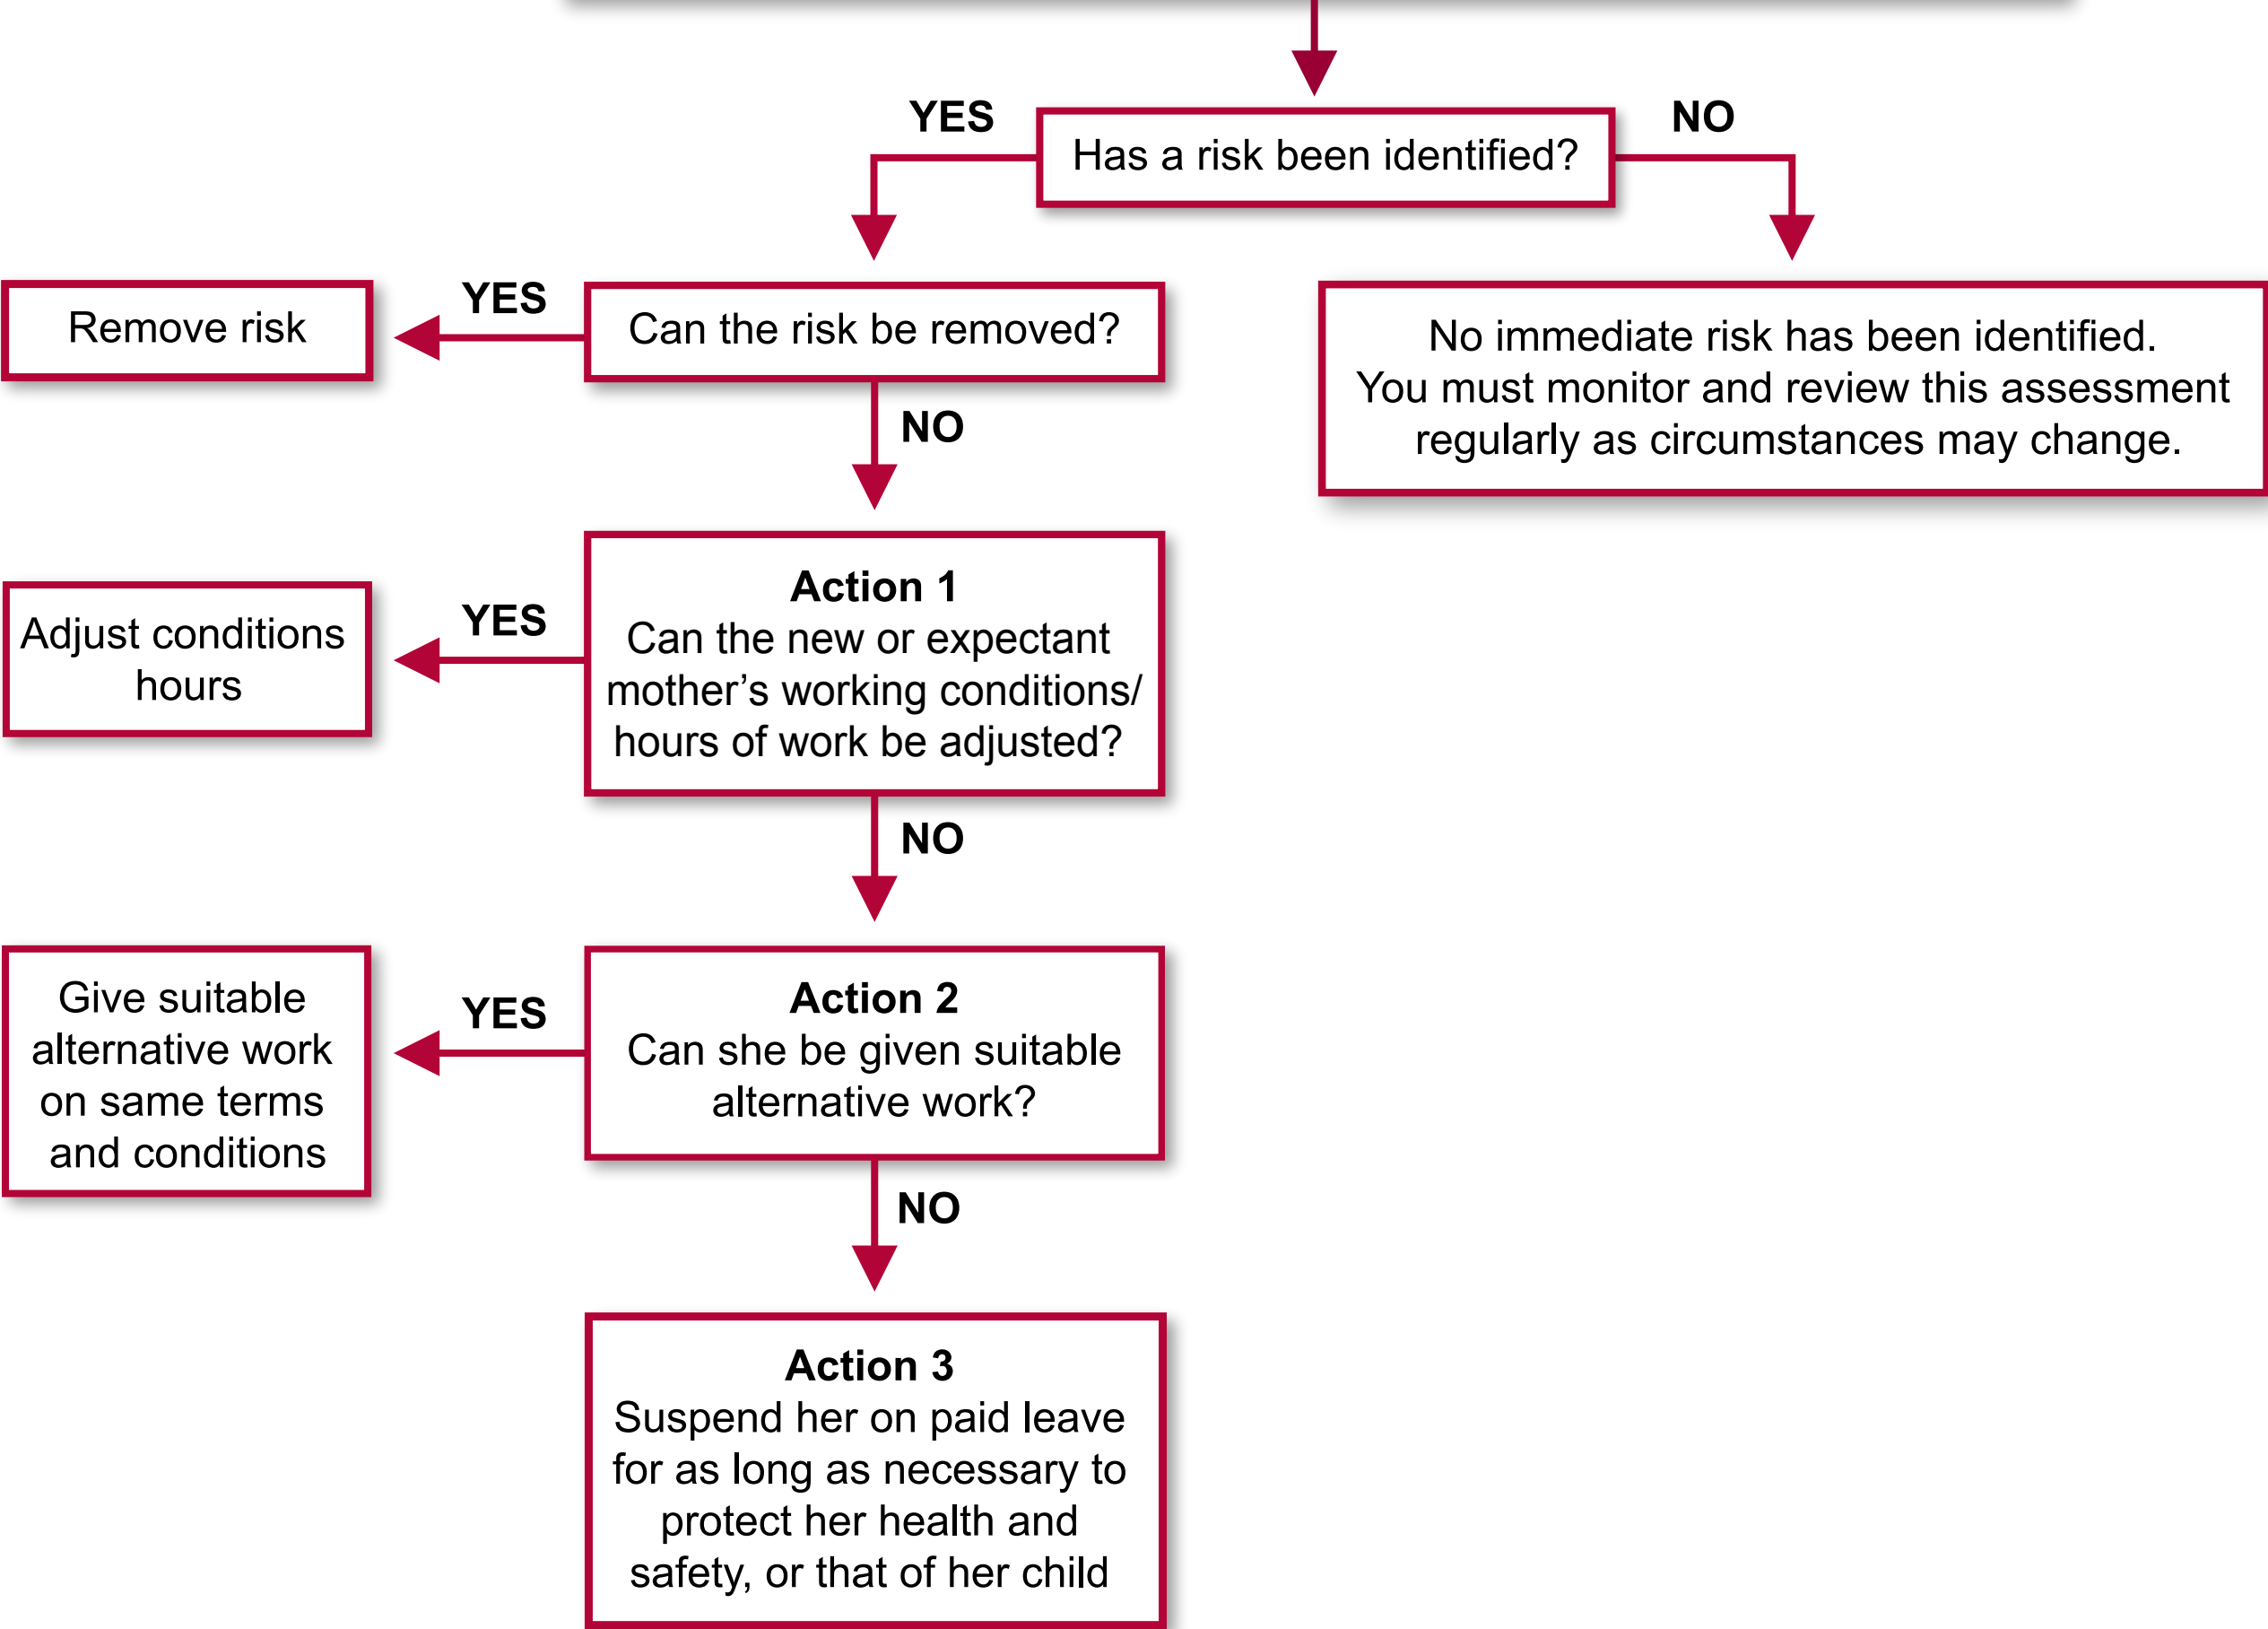 YES
NO
Has a risk been identified?
YES
Remove risk
Can the risk be removed?
No immediate risk has been identified.
You must monitor and review this assessment
regularly as circumstances may change.
NO
Action 1
Can the new or expectant
mother’s working conditions/
hours of work be adjusted?
YES
Adjust conditions
hours
NO
Action 2
Can she be given suitable
alternative work?
YES
Give suitable
alternative work
on same terms
and conditions
NO
Action 3
Suspend her on paid leave
for as long as necessary to
protect her health and
safety, or that of her child